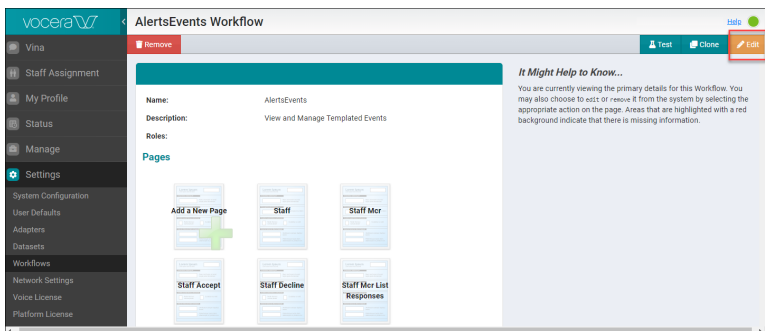 vocera
AlertsEvents Workflow
Help
Vina
Staff Assignment
My Profile
Status
Manage
Settings
System Configuration
User Defaults
Adapters
Datasets
Workflows
Network Settings
Voice License
Platform License
Remove
Test
Clone
Edit
Name: AlertsEvents
Description: View and Manage Templated Events
Roles:
Pages
Add a New Page
Staff
Staff Mcr
Staff Accept
Staff Decline
Staff Mcr List
Responses
It Might Help to Know...
You are currently viewing the primary details for this Workflow. You
may also choose to edit or remove it from the system by selecting the
appropriate action on the page. Areas that are highlighted with a red
background indicate that there is missing information.